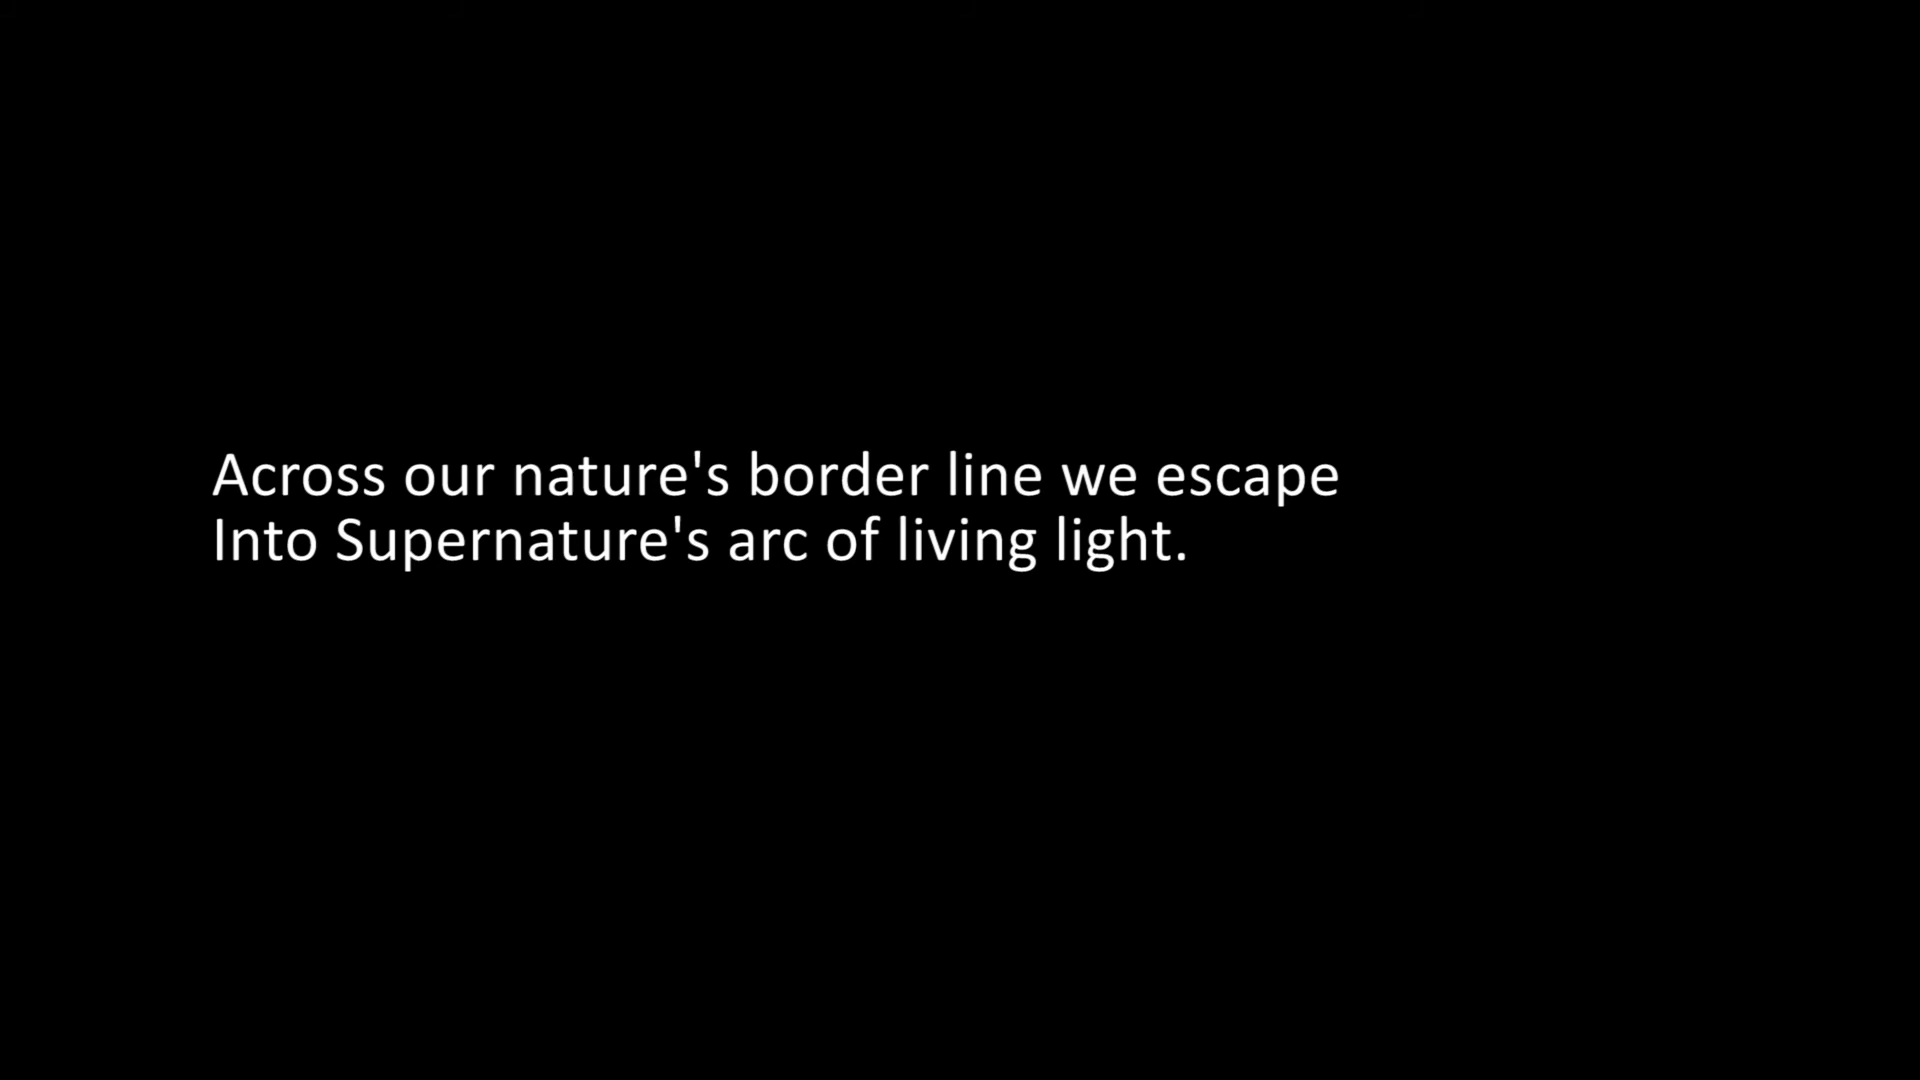 Across our nature's border line we escape
Into Supernature's arc of living light.